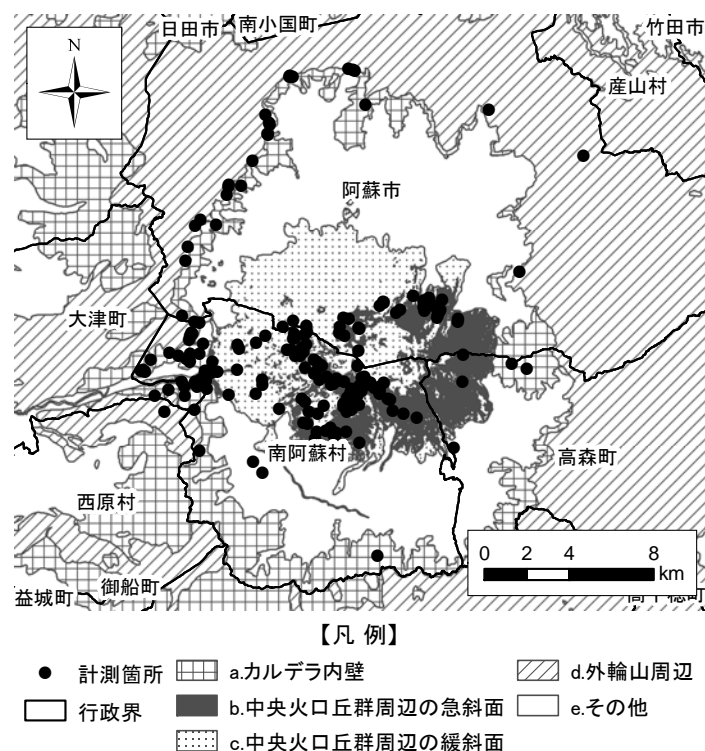 日田市
南小国町
竹田市
N
産山村
阿蘇市
大津町
南阿蘇村
高森町
西原村
御船町
益城町
高千穂町
0 2 4 8
km
【凡 例】
計測箇所
a.カルデラ内壁
d.外輪山周辺
行政界
b.中央火口丘群周辺の急斜面
e.その他
c.中央火口丘群周辺の緩斜面